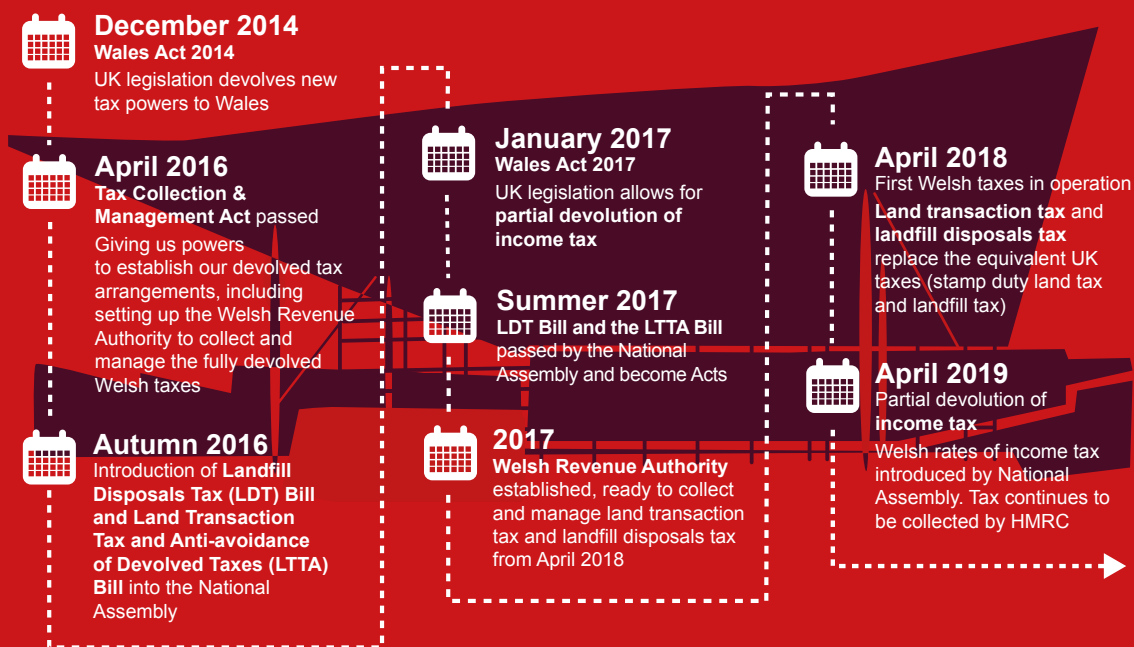 December 2014
Wales Act 2014
UK legislation devolves new
tax powers to Wales
April 2016
Tax Collection &
Management Act passed
Giving us powers
to establish our devolved tax
arrangements, including
setting up the Welsh Revenue
Authority to collect and
manage the fully devolved
Welsh taxes
Autumn 2016
Introduction of Landfill
Disposals Tax (LDT) Bill
and Land Transaction
Tax and Anti-avoidance
of Devolved Taxes (LTTA)
Bill into the National
Assembly
January 2017
Wales Act 2017
UK legislation allows for
partial devolution of
income tax
Summer 2017
LDT Bill and the LTTA Bill
passed by the National
Assembly and become Acts
2017
Welsh Revenue Authority
established, ready to collect
and manage land transaction
tax and landfill disposals tax
from April 2018
April 2018
First Welsh taxes in operation
Land transaction tax and
landfill disposals tax
replace the equivalent UK
taxes (stamp duty land tax
and landfill tax)
April 2019
Partial devolution of
income tax
Welsh rates of income tax
introduced by National
Assembly. Tax continues to
be collected by HMRC